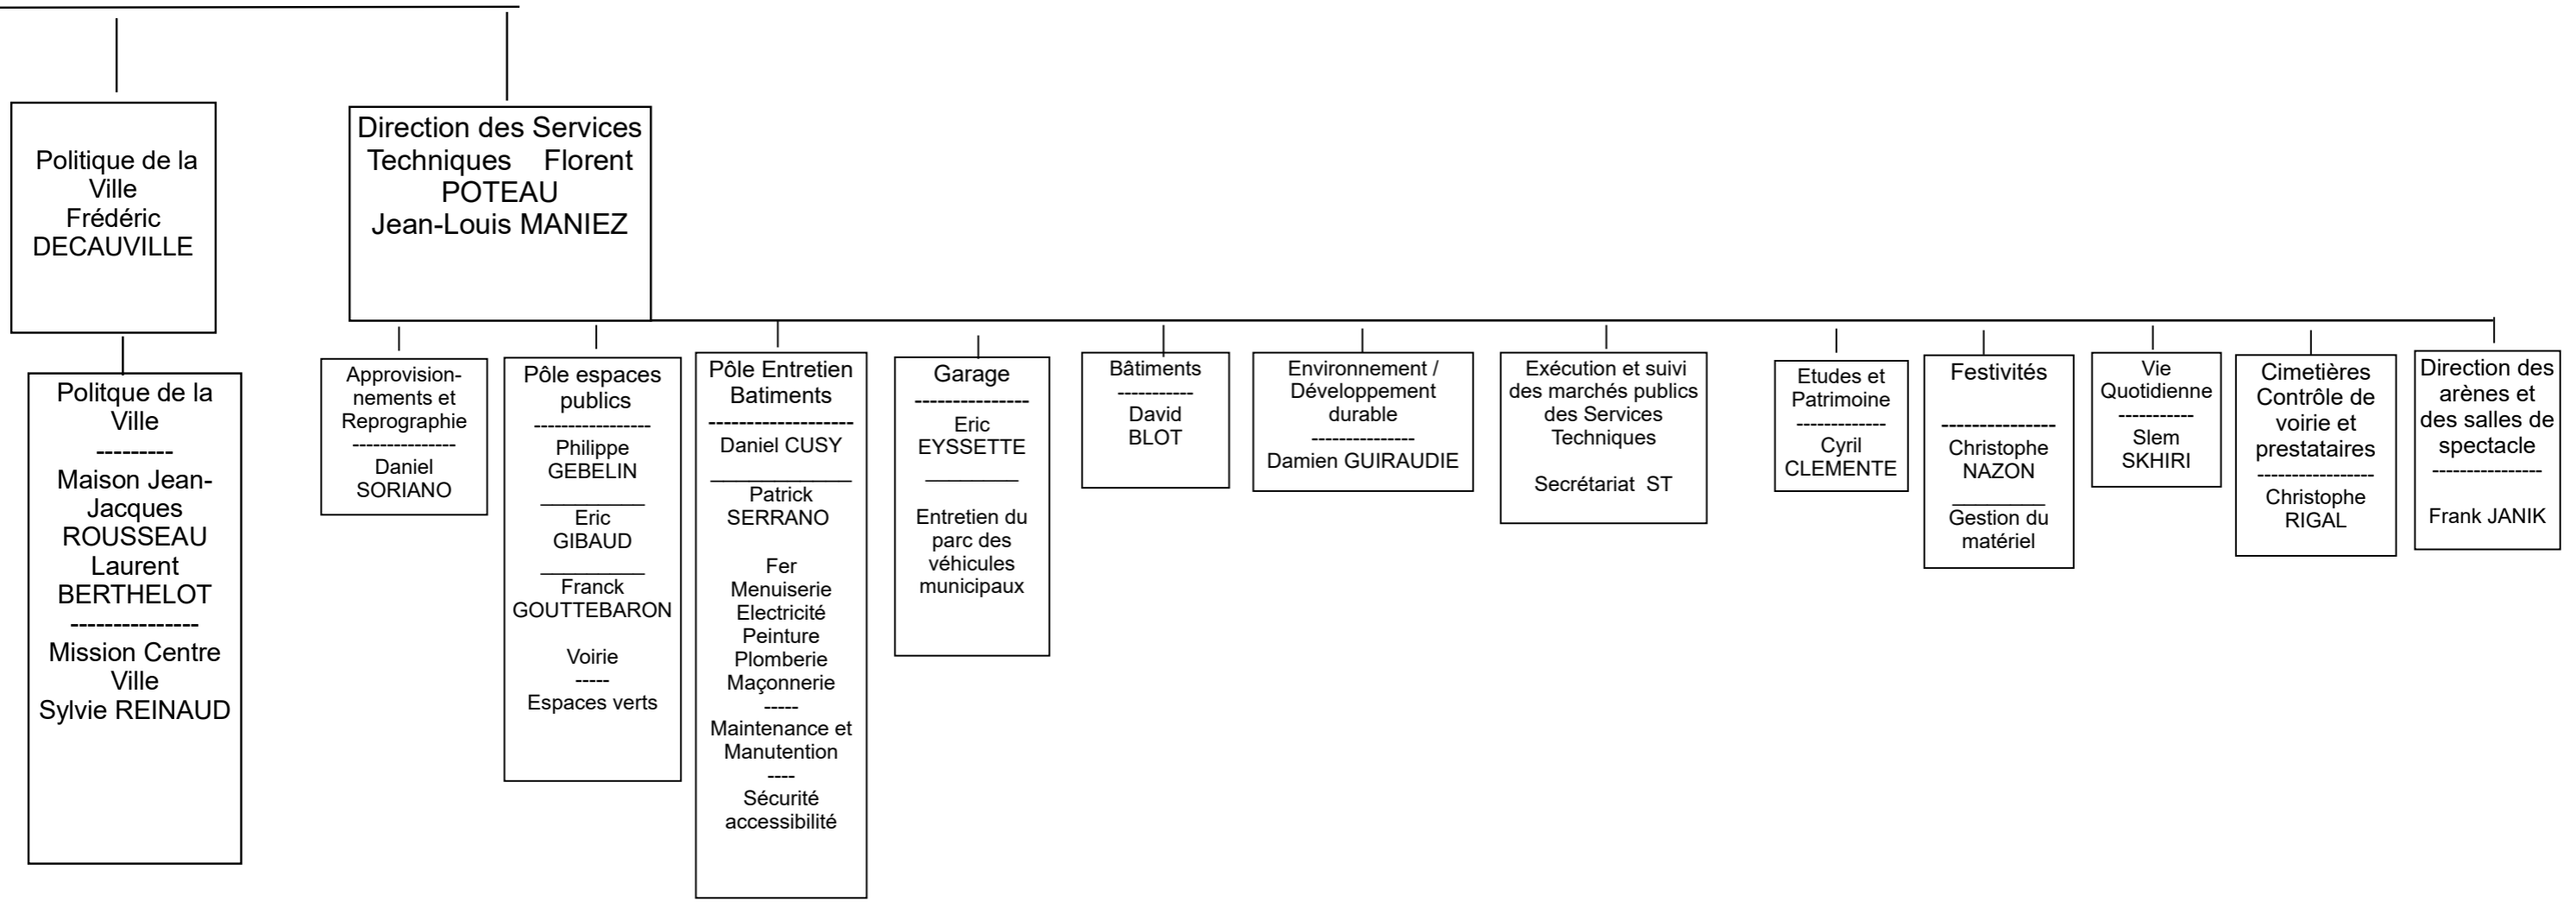 Politique de la
Ville
Frédéric
DECAUVILLE
Direction des Services
Techniques    Florent
POTEAU
Jean-Louis MANIEZ
Politque de la
Ville
---------
Maison Jean-
Jacques
ROUSSEAU
Laurent
BERTHELOT
---------------
Mission Centre
Ville
Sylvie REINAUD
Approvision-
nements et
Reprographie
---------------
Daniel
SORIANO
Pôle espaces
publics
-----------------
Philippe
GEBELIN
_________
Eric
GIBAUD
_________
Franck
GOUTTEBARON
Voirie
-----
Espaces verts
Pôle Entretien
Batiments
-------------------
Daniel CUSY
____________
Patrick
SERRANO
Fer
Menuiserie
Electricité
Peinture
Plomberie
Maçonnerie
-----
Maintenance et
Manutention
----
Sécurité
accessibilité
Garage
---------------
Eric
EYSSETTE
________
Entretien du
parc des
véhicules
municipaux
Bâtiments
-----------
David
BLOT
Environnement /
Développement
durable
---------------
Damien GUIRAUDIE
Exécution et suivi
des marchés publics
des Services
Techniques
Secrétariat  ST
Etudes et
Patrimoine
-------------
Cyril
CLEMENTE
Festivités
---------------
Christophe
NAZON
________
Gestion du
matériel
Vie
Quotidienne
-----------
Slem
SKHIRI
Cimetières
Contrôle de
voirie et
prestataires
-----------------
Christophe
RIGAL
Direction des
arènes et
des salles de
spectacle
----------------
Frank JANIK